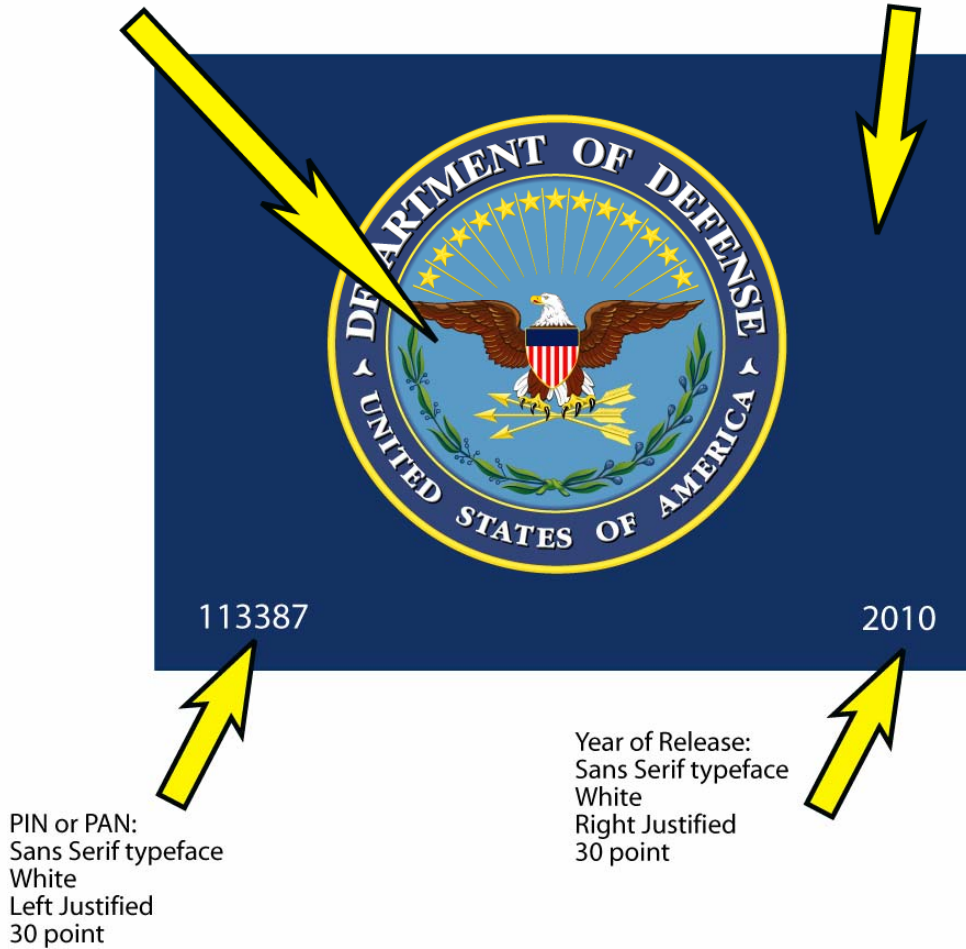 DEPARTMENT OF DEFENSE
UNITED STATES OF AMERICA
113387
2010
Year of Release:
Sans Serif typeface
White
Right Justified
30 point
PIN or PAN:
Sans Serif typeface
White
Left Justified
30 point